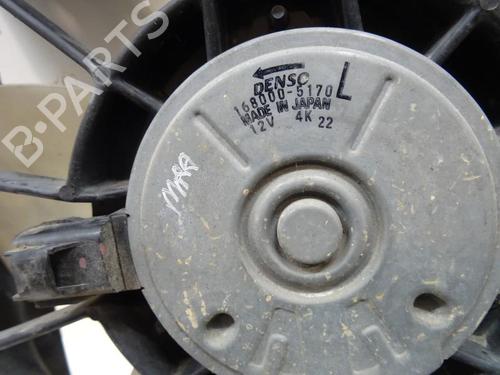 B-PARTS
DENSO
168000-5170 L
MADE IN JAPAN
12V 4K 22